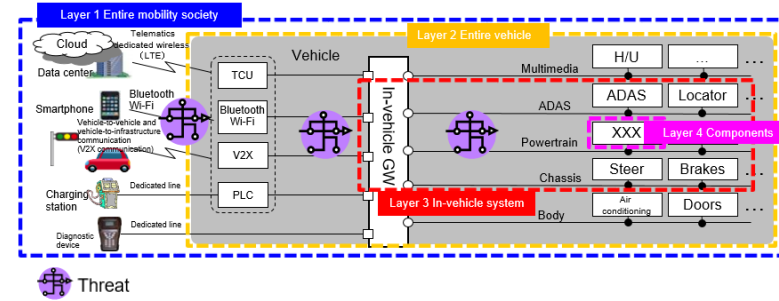 Layer 1 Entire mobility society
Layer 2 Entire vehicle
Cloud
Data center
Telematics
dedicated wireless
(LTE)
Vehicle
TCU
Smartphone
Bluetooth
Wi-Fi
Bluetooth
Wi-Fi
Vehicle-to-vehicle and
vehicle-to-infrastructure
communication
(V2X communication)
V2X
Charging
station
Dedicated line
PLC
Diagnostic
device
Dedicated line
In-vehicle GW
Multimedia
H/U
...
...
ADAS
ADAS
Locator
...
Powertrain
XXX
Layer 4 Components
Chassis
Steer
Brakes
...
Layer 3 In-vehicle system
Body
Air
conditioning
Doors
...
Threat